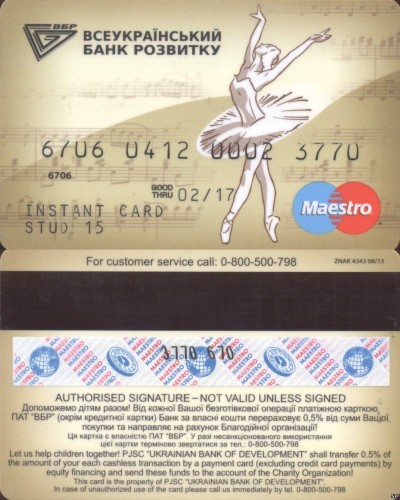 ВБР
ВСЕУКРАЇНСЬКИЙ
БАНК РОЗВИТКУ
6706 0412 0002 3770
6706
GOOD THRU 02/17
INSTANT CARD
STUD 15
Maestro
For customer service call: 0-800-500-798
ZNAK 4343 08/13
3770 670
AUTHORISED SIGNATURE – NOT VALID UNLESS SIGNED
Допоможемо дітям разом! Від кожної Вашої безготівкової операції платіжною карткою,
ПАТ "ВБР" (окрім кредитної картки) Банк за власні кошти перераховує 0,5% від суми Вашої
покупки та направляє на рахунок Благодійної організації!
Ця картка є власністю ПАТ "ВБР". У разі несанкціонованого використання
цієї картки терміново звертатись за тел.: 0-800-500-798
Let us help children together! PJSC "UKRAINIAN BANK OF DEVELOPMENT" shall transfer 0.5% of
the amount of your each cashless transaction by a payment card (excluding credit card payments) by
equity financing and send these funds to the account of the Charity Organization!
This card is the property of PJSC "UKRAINIAN BANK OF DEVELOPMENT".
In case of unauthorized use of the card please call us immediately by tel. 0-800-500-798